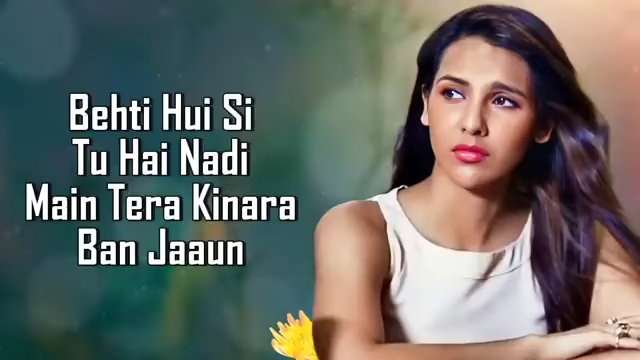 Behti Hui Si
Tu Hai Nadi
Main Tera Kinara
Ban Jaaun